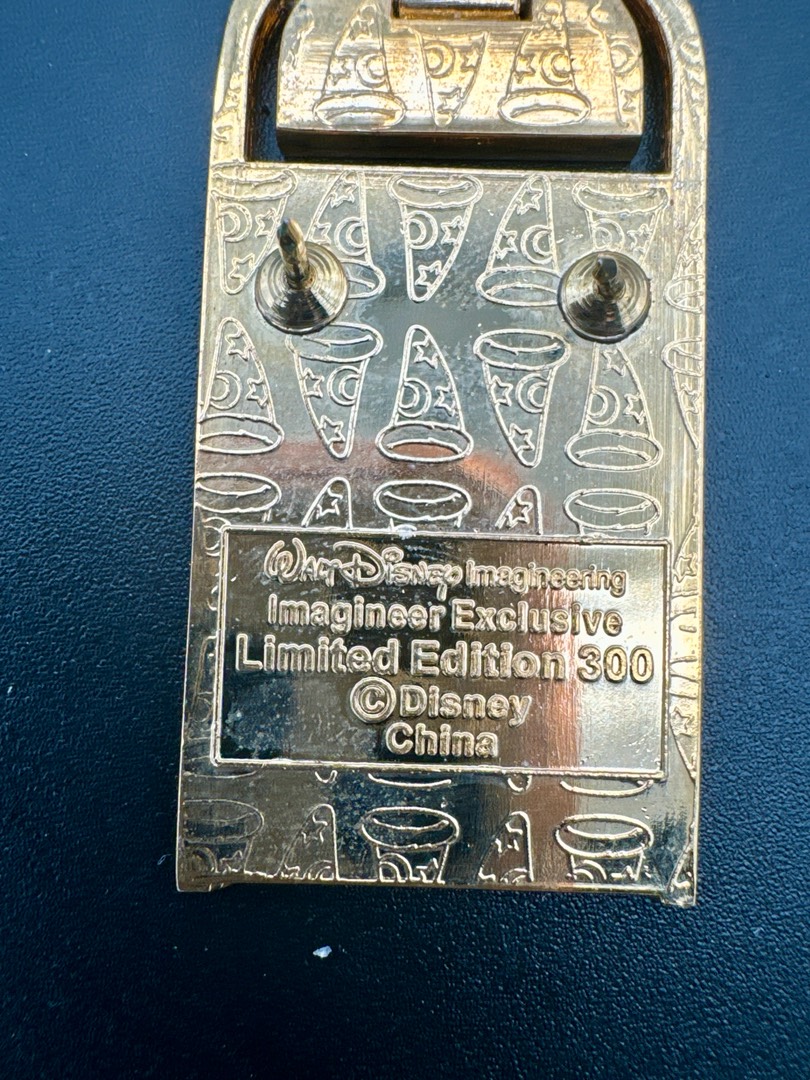 Walt Disney Imagineering
Imagineer Exclusive
Limited Edition 300
©Disney
China